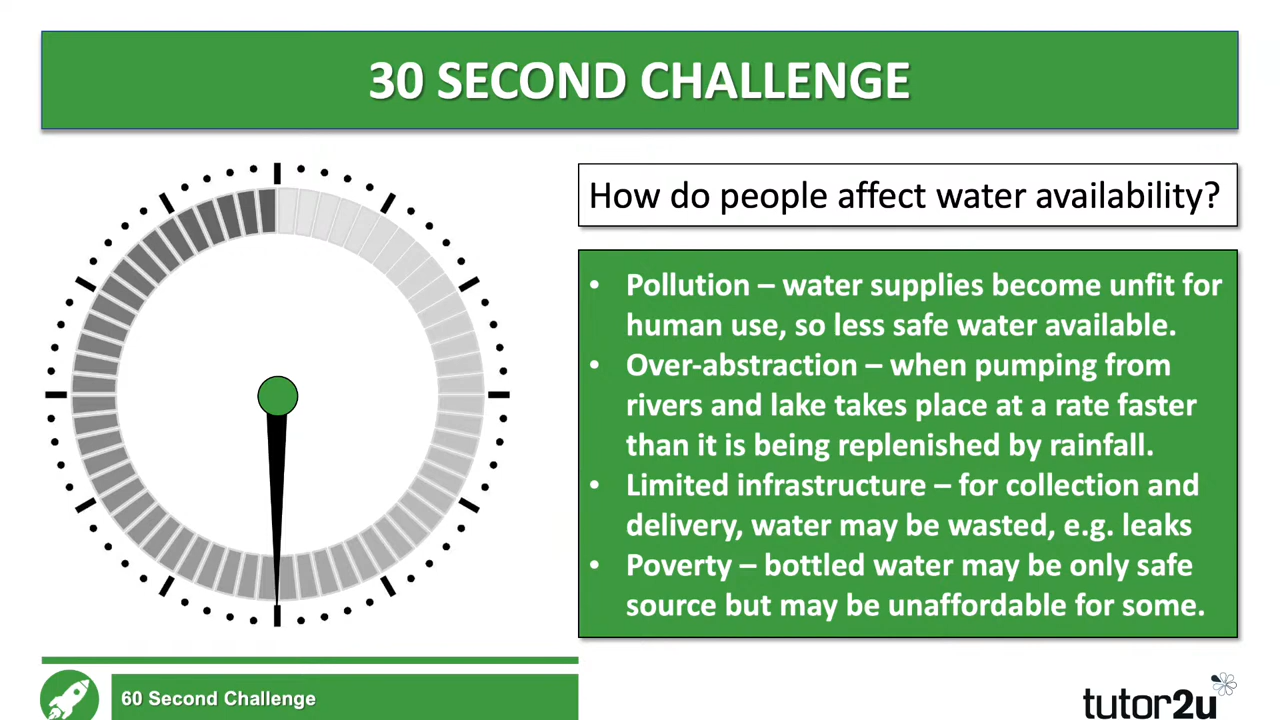 30 SECOND CHALLENGE
How do people affect water availability?
• Pollution – water supplies become unfit for
human use, so less safe water available.
• Over-abstraction – when pumping from
rivers and lake takes place at a rate faster
than it is being replenished by rainfall.
• Limited infrastructure – for collection and
delivery, water may be wasted, e.g. leaks
• Poverty – bottled water may be only safe
source but may be unaffordable for some.
60 Second Challenge
tutor2u